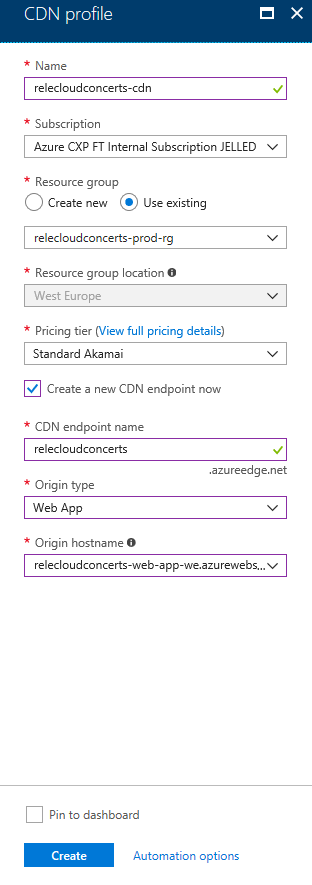 CDN profile
* Name
relecloudconcerts-cdn
* Subscription
Azure CXP FT Internal Subscription JELLED
* Resource group
Create new Use existing
relecloudconcerts-prod-rg
* Resource group location
West Europe
* Pricing tier (View full pricing details)
Standard Akamai
Create a new CDN endpoint now
* CDN endpoint name
relecloudconcerts
.azureedge.net
* Origin type
Web App
* Origin hostname
relecloudconcerts-web-app-we.azurewebs...
Pin to dashboard
Create Automation options